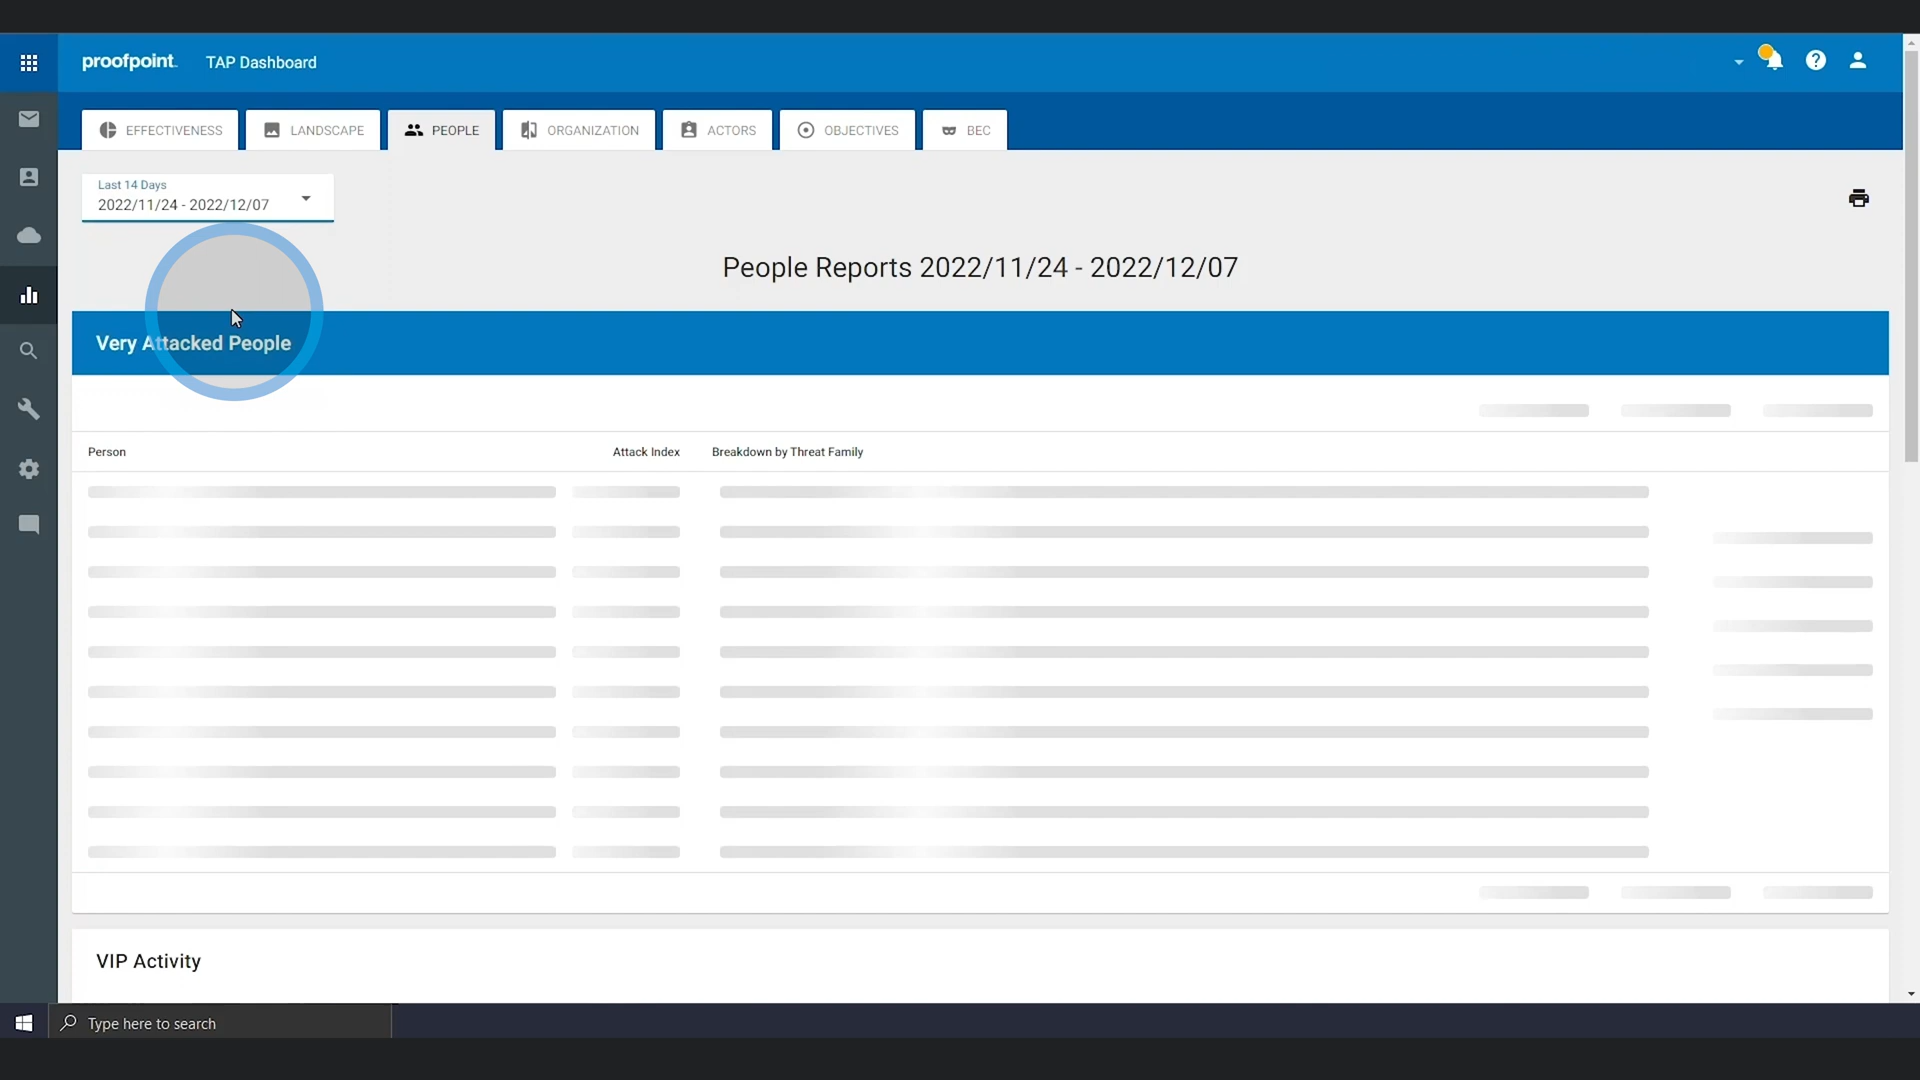 proofpoint. TAP Dashboard
EFFECTIVENESS LANDSCAPE PEOPLE ORGANIZATION ACTORS OBJECTIVES BEC
Last 14 Days
2022/11/24 - 2022/12/07
People Reports 2022/11/24 - 2022/12/07
Very Attacked People
Person Attack Index Breakdown by Threat Family
VIP Activity
Type here to search